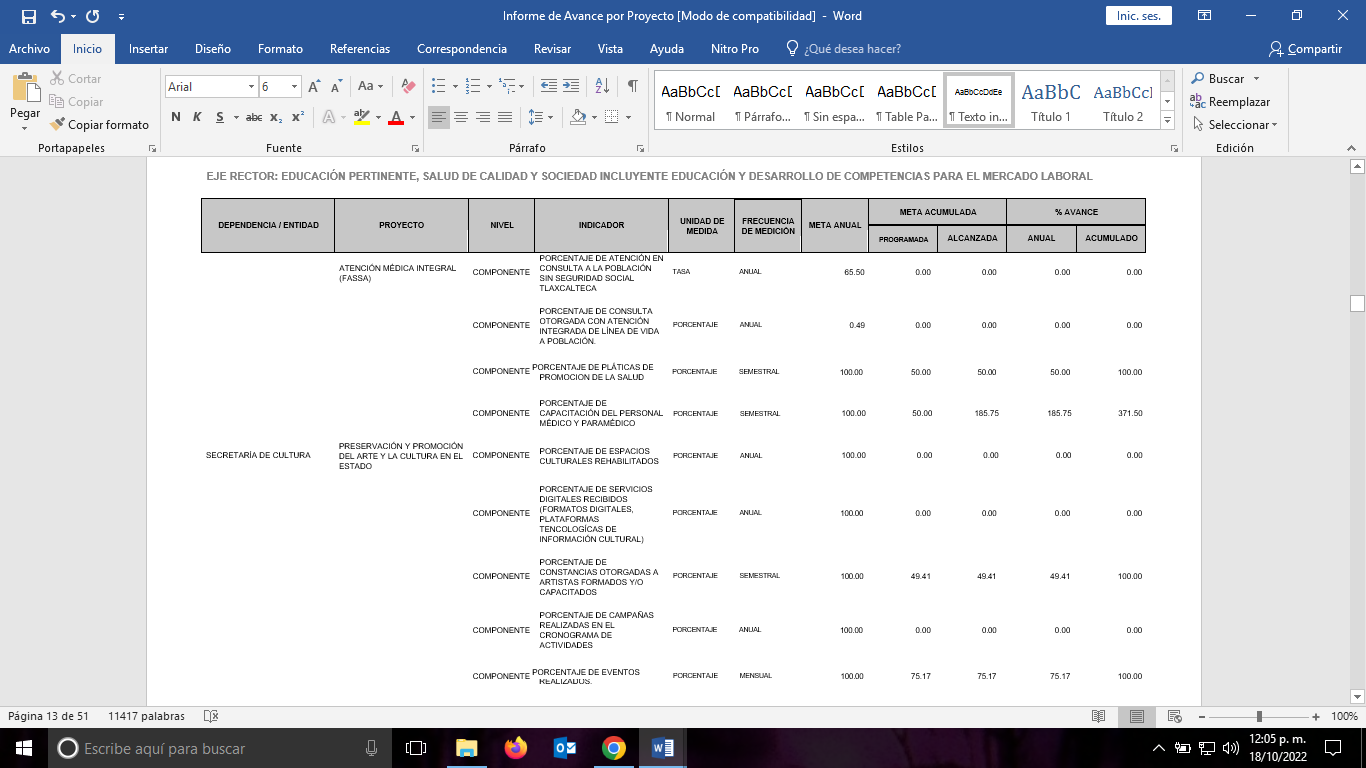 Informe de Avance por Proyecto [Modo de compatibilidad] - Word
Inic. ses.
Archivo Inicio Insertar Diseño Formato Referencias Correspondencia Revisar Vista Ayuda Nitro Pro ¿Qué desea hacer? Compartir
Pegar
Cortar
Copiar
Copiar formato
Portapapeles
Arial 6
N K S abc x₂ x²
Fuente
Párrafo
AaBbCcD AaBbCcD AaBbCcD AaBbCcD AaBbCcDdEe AaBbC AaBbCcI
¶ Normal ¶ Párrafo... ¶ Sin espa... ¶ Table Pa... ¶ Texto in... Título 1 Título 2
Estilos
Buscar
Reemplazar
Seleccionar
Edición
EJE RECTOR: EDUCACIÓN PERTINENTE, SALUD DE CALIDAD Y SOCIEDAD INCLUYENTE EDUCACIÓN Y DESARROLLO DE COMPETENCIAS PARA EL MERCADO LABORAL
DEPENDENCIA / ENTIDAD PROYECTO NIVEL INDICADOR UNIDAD DE MEDIDA FRECUENCIA DE MEDICIÓN META ANUAL META ACUMULADA % AVANCE
PROGRAMADA ALCANZADA ANUAL ACUMULADO
ATENCIÓN MÉDICA INTEGRAL (FASSA) COMPONENTE PORCENTAJE DE ATENCIÓN EN CONSULTA A LA POBLACIÓN SIN SEGURIDAD SOCIAL TLAXCALTECA TASA ANUAL 65.50 0.00 0.00 0.00 0.00
COMPONENTE PORCENTAJE DE CONSULTA OTORGADA CON ATENCIÓN INTEGRADA DE LÍNEA DE VIDA A POBLACIÓN. PORCENTAJE ANUAL 0.49 0.00 0.00 0.00 0.00
COMPONENTE PORCENTAJE DE PLÁTICAS DE PROMOCION DE LA SALUD PORCENTAJE SEMESTRAL 100.00 50.00 50.00 50.00 100.00
COMPONENTE PORCENTAJE DE CAPACITACIÓN DEL PERSONAL MÉDICO Y PARAMÉDICO PORCENTAJE SEMESTRAL 100.00 50.00 185.75 185.75 371.50
SECRETARÍA DE CULTURA PRESERVACIÓN Y PROMOCIÓN DEL ARTE Y LA CULTURA EN EL ESTADO COMPONENTE PORCENTAJE DE ESPACIOS CULTURALES REHABILITADOS PORCENTAJE ANUAL 100.00 0.00 0.00 0.00 0.00
COMPONENTE PORCENTAJE DE SERVICIOS DIGITALES RECIBIDOS (FORMATOS DIGITALES, PLATAFORMAS TENCOLOGÍCAS DE INFORMACIÓN CULTURAL) PORCENTAJE ANUAL 100.00 0.00 0.00 0.00 0.00
COMPONENTE PORCENTAJE DE CONSTANCIAS OTORGADAS A ARTISTAS FORMADOS Y/O CAPACITADOS PORCENTAJE SEMESTRAL 100.00 49.41 49.41 49.41 100.00
COMPONENTE PORCENTAJE DE CAMPAÑAS REALIZADAS EN EL CRONOGRAMA DE ACTIVIDADES PORCENTAJE ANUAL 100.00 0.00 0.00 0.00 0.00
COMPONENTE PORCENTAJE DE EVENTOS REALIZADOS. PORCENTAJE MENSUAL 100.00 75.17 75.17 75.17 100.00
Página 13 de 51 11417 palabras 100%
Escribe aquí para buscar
12:05 p. m.
18/10/2022